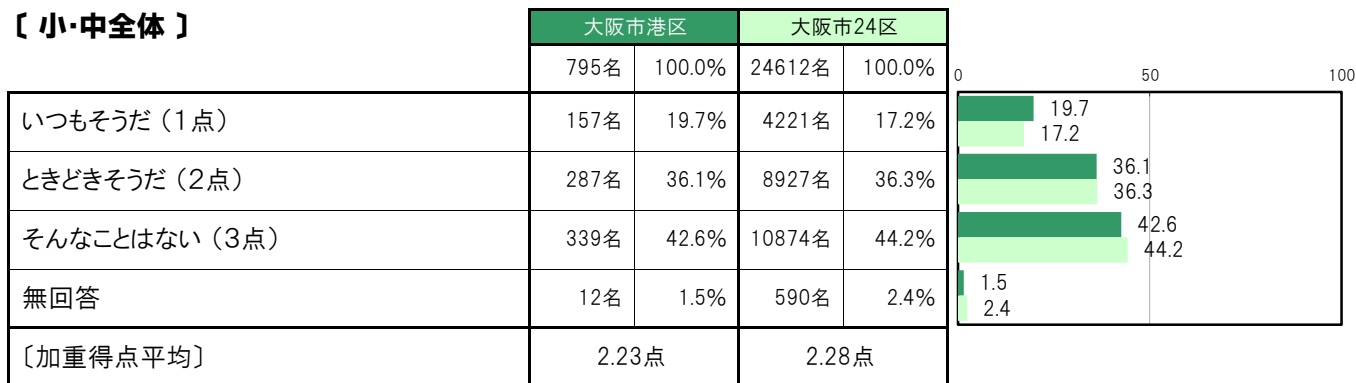 〔 小・中全体 〕
大阪市港区 大阪市24区
795名 100.0% 24612名 100.0%
0 50 100
いつもそうだ（1点） 157名 19.7% 4221名 17.2%
19.7
17.2
ときどきそうだ（2点） 287名 36.1% 8927名 36.3%
36.1
36.3
そんなことはない（3点） 339名 42.6% 10874名 44.2%
42.6
44.2
無回答 12名 1.5% 590名 2.4%
1.5
2.4
〔加重得点平均〕 2.23点 2.28点